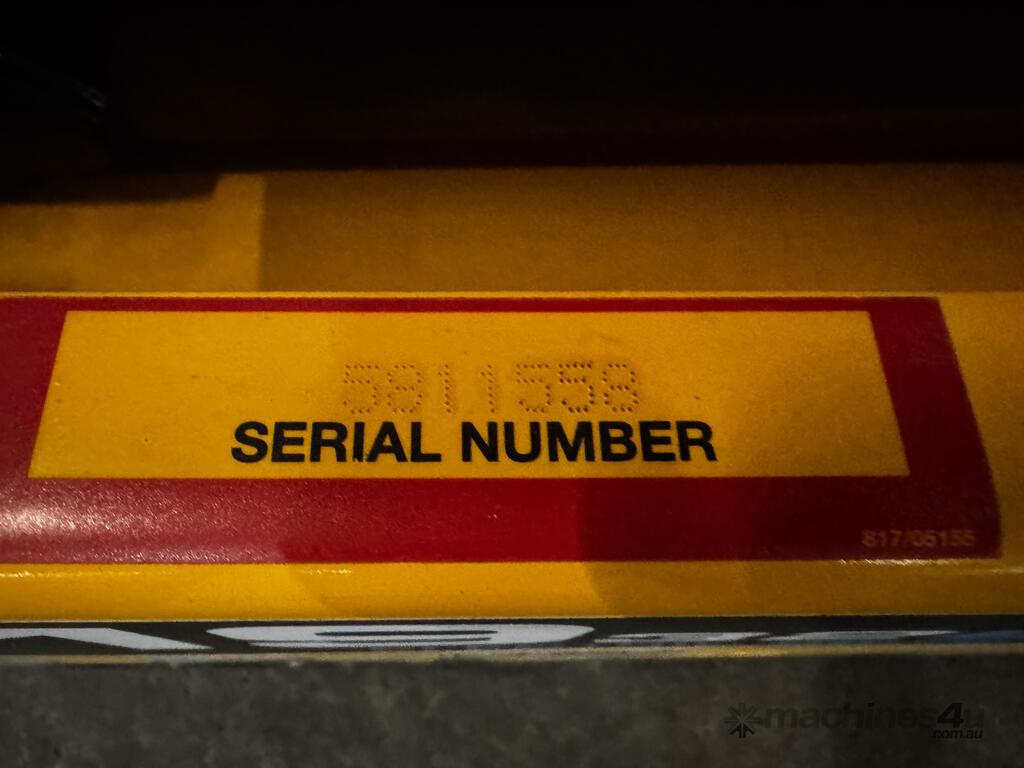 5811558
SERIAL NUMBER
817/05155
machines4u
.com.au